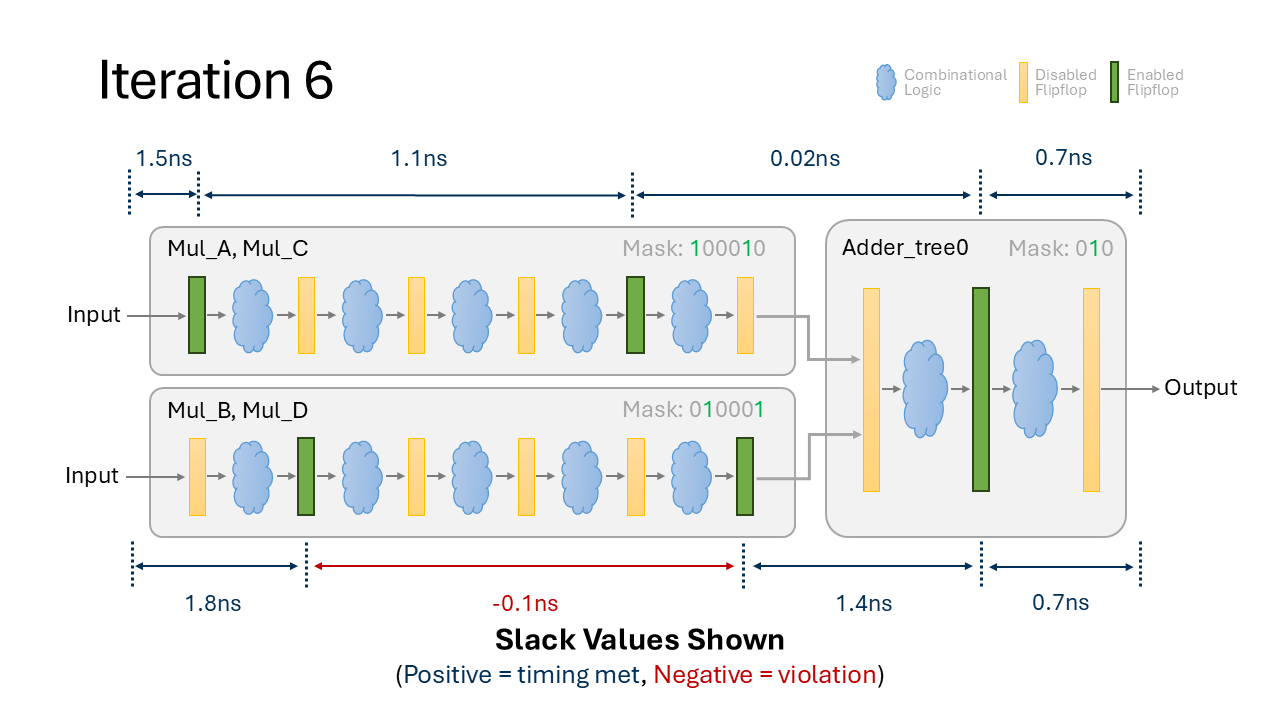 Iteration 6
Combinational
Logic
Disabled
Flipflop
Enabled
Flipflop
1.5ns
1.1ns
0.02ns
0.7ns
Mul_A, Mul_C
Mask: 100010
Adder_tree0
Mask: 010
Input
Mul_B, Mul_D
Mask: 010001
Output
Input
1.8ns
-0.1ns
1.4ns
0.7ns
Slack Values Shown
(Positive = timing met, Negative = violation)